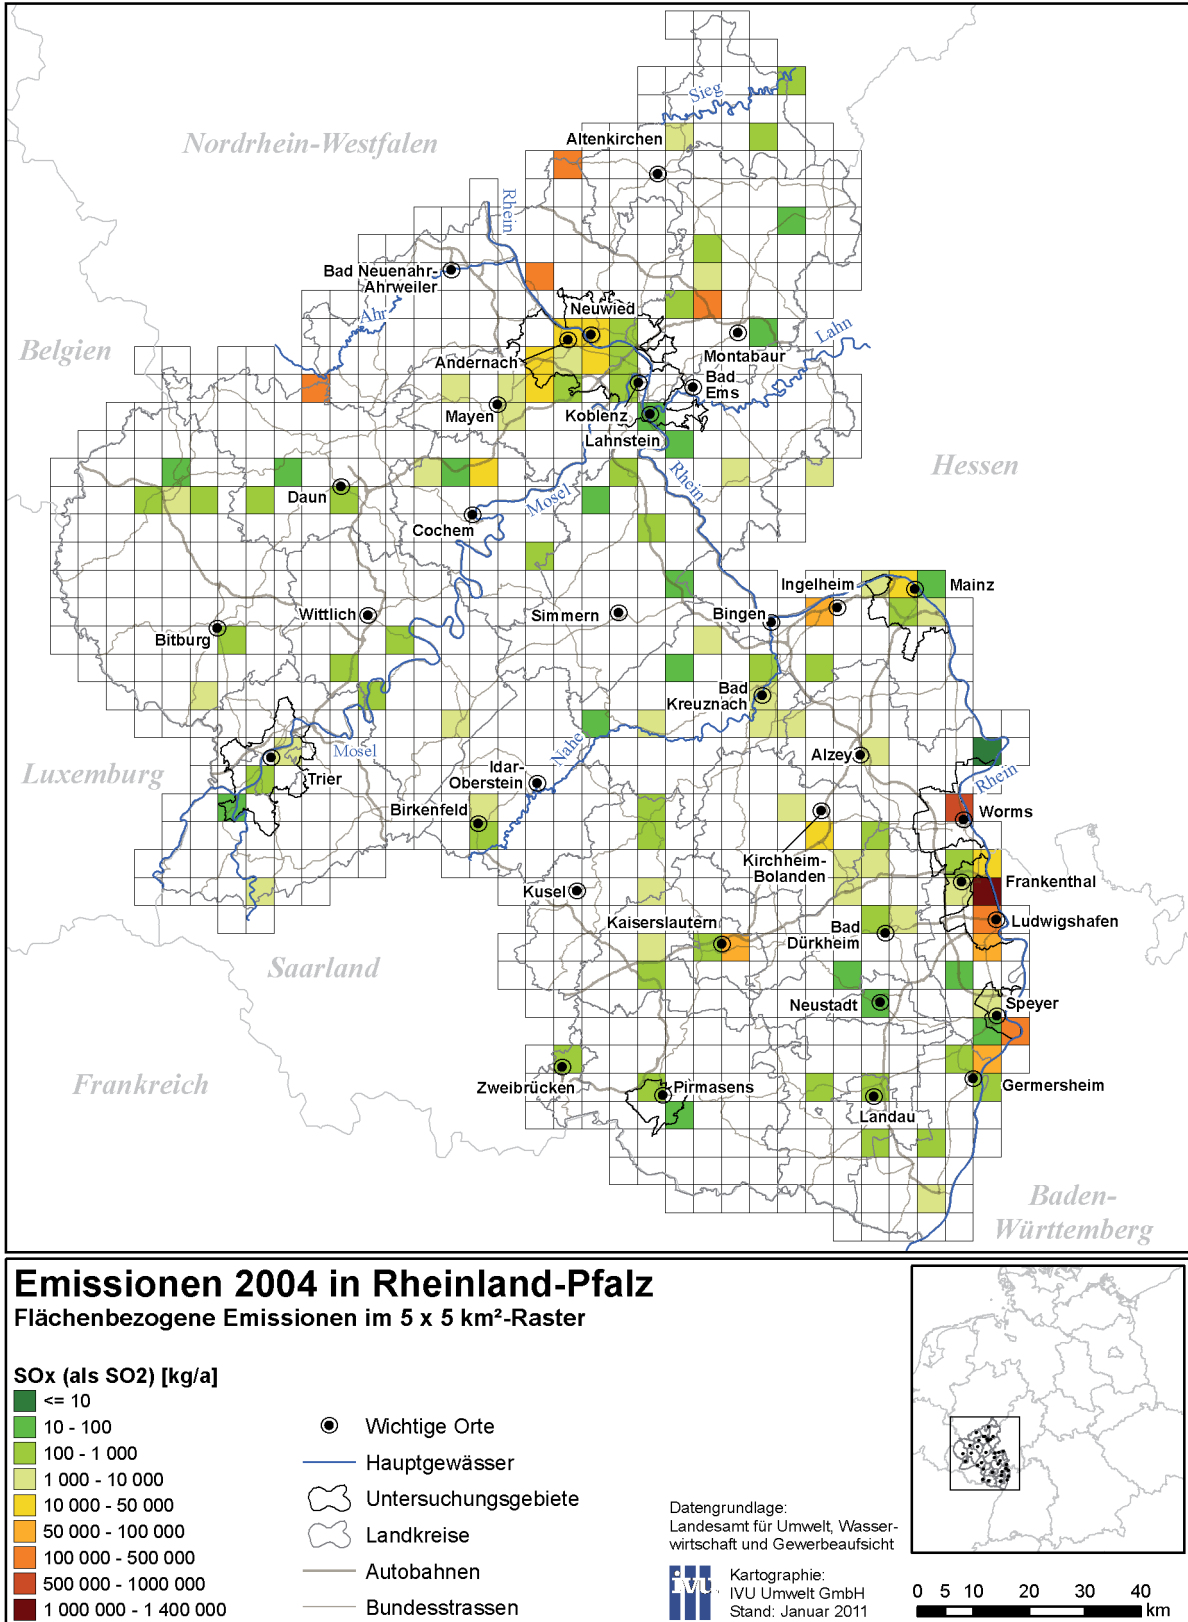 Nordrhein-Westfalen
Sieg
Altenkirchen
Rhein
Bad Neuenahr-
Ahrweiler
Ahr
Neuwied
Belgien
Andernach
Montabaur
Lahn
Bad
Ems
Mayen
Koblenz
Lahnstein
Hessen
Rhein
Daun
Mosel
Cochem
Ingelheim
Mainz
Wittlich
Simmern
Bingen
Bitburg
Bad
Kreuznach
Mosel
Nahe
Alzey
Luxemburg
Trier
Idar-
Oberstein
Rhein
Birkenfeld
Worms
Kirchheim-
Bolanden
Kusel
Frankenthal
Kaiserslautern
Bad
Dürkheim
Ludwigshafen
Saarland
Neustadt
Speyer
Frankreich
Zweibrücken
Pirmasens
Germersheim
Landau
Baden-
Württemberg
Emissionen 2004 in Rheinland-Pfalz
Flächenbezogene Emissionen im 5 x 5 km²-Raster
SOx (als SO2) [kg/a]
<= 10
10 - 100
100 - 1 000
1 000 - 10 000
10 000 - 50 000
50 000 - 100 000
100 000 - 500 000
500 000 - 1000 000
1 000 000 - 1 400 000
Wichtige Orte
Hauptgewässer
Untersuchungsgebiete
Landkreise
Autobahnen
Bundesstrassen
Datengrundlage:
Landesamt für Umwelt, Wasser-
wirtschaft und Gewerbeaufsicht
ivu
Kartographie:
IVU Umwelt GmbH
Stand: Januar 2011
0 5 10 20 30 40
km